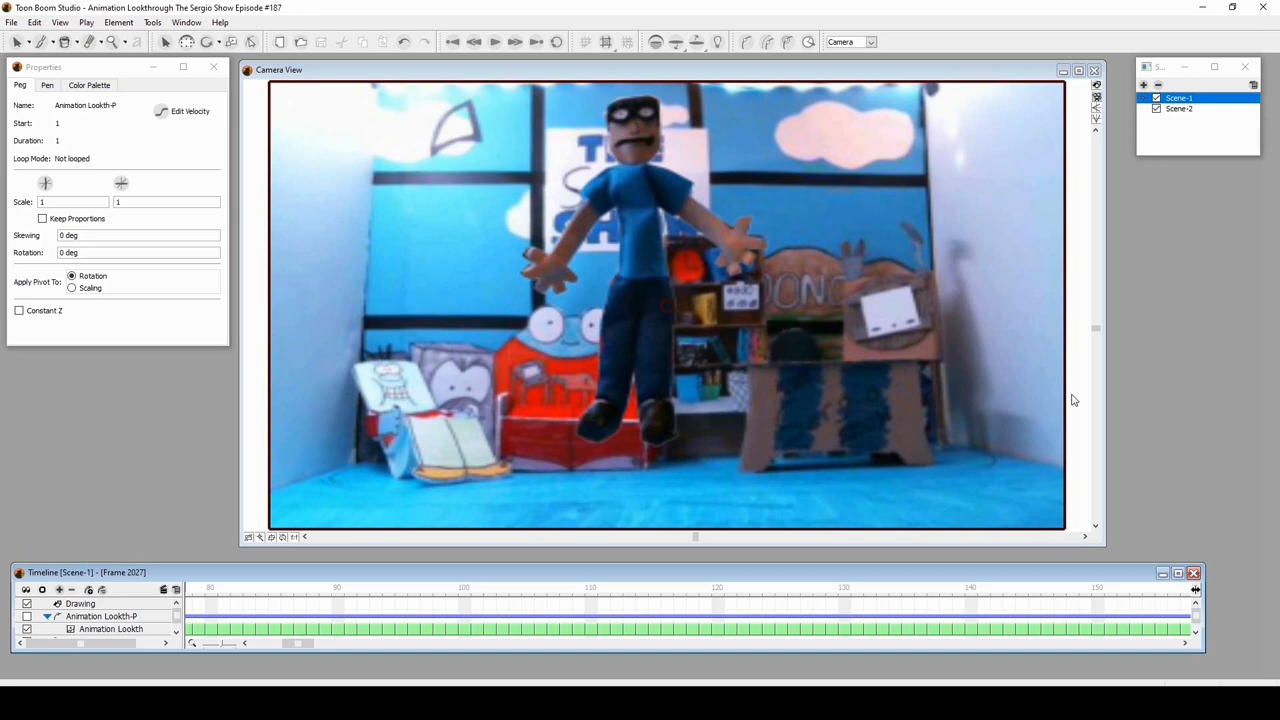 Toon Boom Studio - Animation Lookthrough The Sergio Show Episode #187
File Edit View Play Element Tools Window Help
Camera
Properties
Peg Pen Color Palette
Name: Animation Lookth-P Edit Velocity
Start: 1
Duration: 1
Loop Mode: Not looped
Scale: 1 1
Keep Proportions
Skewing 0 deg
Rotation: 0 deg
Apply Pivot To: Rotation
Scaling
Constant Z
Camera View
S...
Scene-1
Scene-2
Timeline [Scene-1] - [Frame 2027]
80 90 100 110 120 130 140 150
Drawing
Animation Lookth-P
Animation Lookth